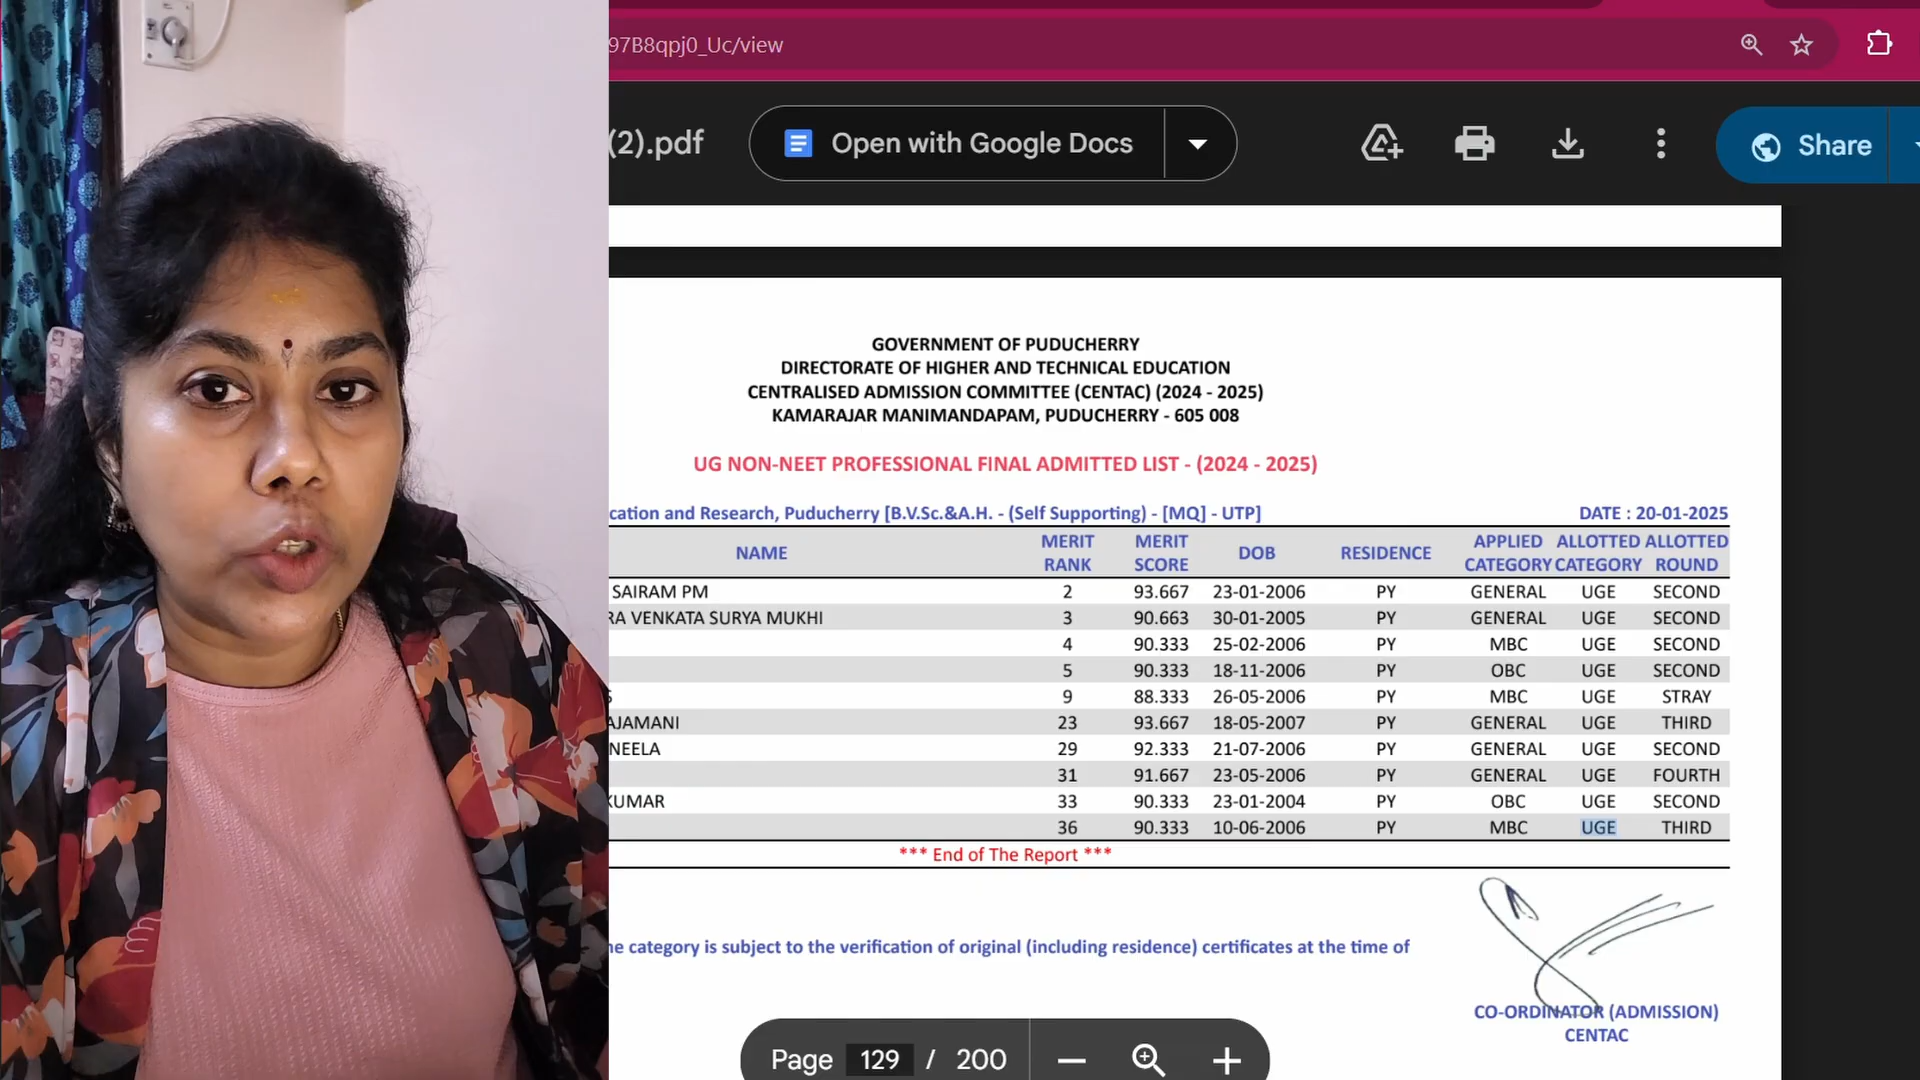 97B8qpj0_Uc/view
(2).pdf
Open with Google Docs
Share
GOVERNMENT OF PUDUCHERRY
DIRECTORATE OF HIGHER AND TECHNICAL EDUCATION
CENTRALISED ADMISSION COMMITTEE (CENTAC) (2024 - 2025)
KAMARAJAR MANIMANDAPAM, PUDUCHERRY - 605 008
UG NON-NEET PROFESSIONAL FINAL ADMITTED LIST - (2024 - 2025)
cation and Research, Puducherry [B.V.Sc.&A.H. - (Self Supporting) - [MQ] - UTP] DATE : 20-01-2025
NAME MERIT RANK MERIT SCORE DOB RESIDENCE APPLIED CATEGORY ALLOTTED CATEGORY ALLOTTED ROUND
SAIRAM PM 2 93.667 23-01-2006 PY GENERAL UGE SECOND
RA VENKATA SURYA MUKHI 3 90.663 30-01-2005 PY GENERAL UGE SECOND
4 90.333 25-02-2006 PY MBC UGE SECOND
5 90.333 18-11-2006 PY OBC UGE SECOND
S 9 88.333 26-05-2006 PY MBC UGE STRAY
AJAMANI 23 93.667 18-05-2007 PY GENERAL UGE THIRD
NEELA 29 92.333 21-07-2006 PY GENERAL UGE SECOND
31 91.667 23-05-2006 PY GENERAL UGE FOURTH
KUMAR 33 90.333 23-01-2004 PY OBC UGE SECOND
36 90.333 10-06-2006 PY MBC UGE THIRD
*** End of The Report ***
he category is subject to the verification of original (including residence) certificates at the time of
CO-ORDINATOR (ADMISSION)
CENTAC
Page 129 / 200